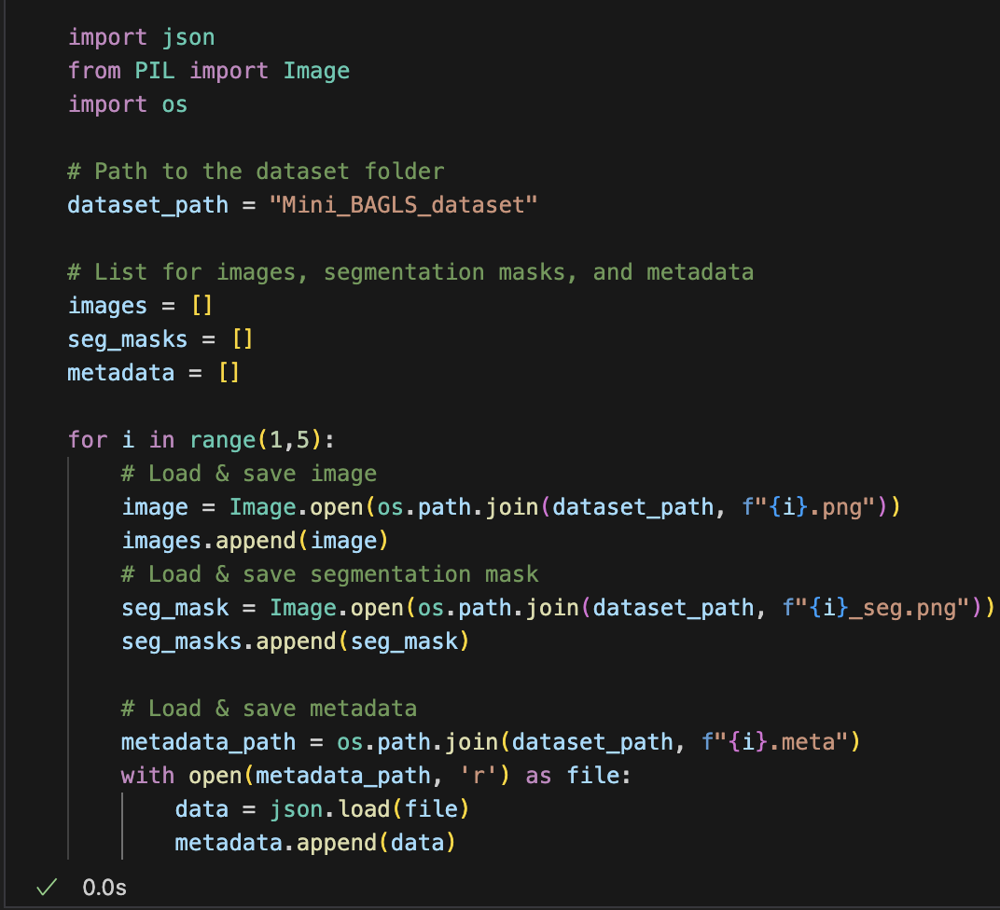 import json
from PIL import Image
import os
# Path to the dataset folder
dataset_path = "Mini_BAGLS_dataset"
# List for images, segmentation masks, and metadata
images = []
seg_masks = []
metadata = []
for i in range(1,5):
    # Load & save image
    image = Image.open(os.path.join(dataset_path, f"{i}.png"))
    images.append(image)
    # Load & save segmentation mask
    seg_mask = Image.open(os.path.join(dataset_path, f"{i}_seg.png"))
    seg_masks.append(seg_mask)
    # Load & save metadata
    metadata_path = os.path.join(dataset_path, f"{i}.meta")
    with open(metadata_path, 'r') as file:
        data = json.load(file)
        metadata.append(data)
0.0s